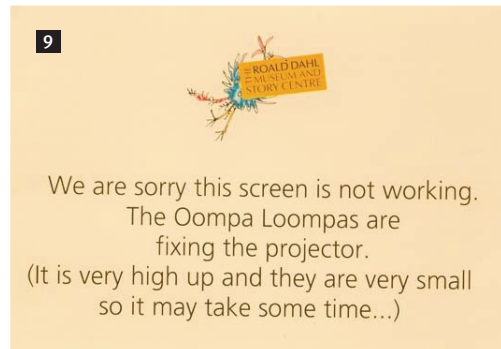 9
THE
ROALD DAHL
MUSEUM AND
STORY CENTRE
We are sorry this screen is not working.
The Oompa Loompas are
fixing the projector.
(It is very high up and they are very small
so it may take some time...)